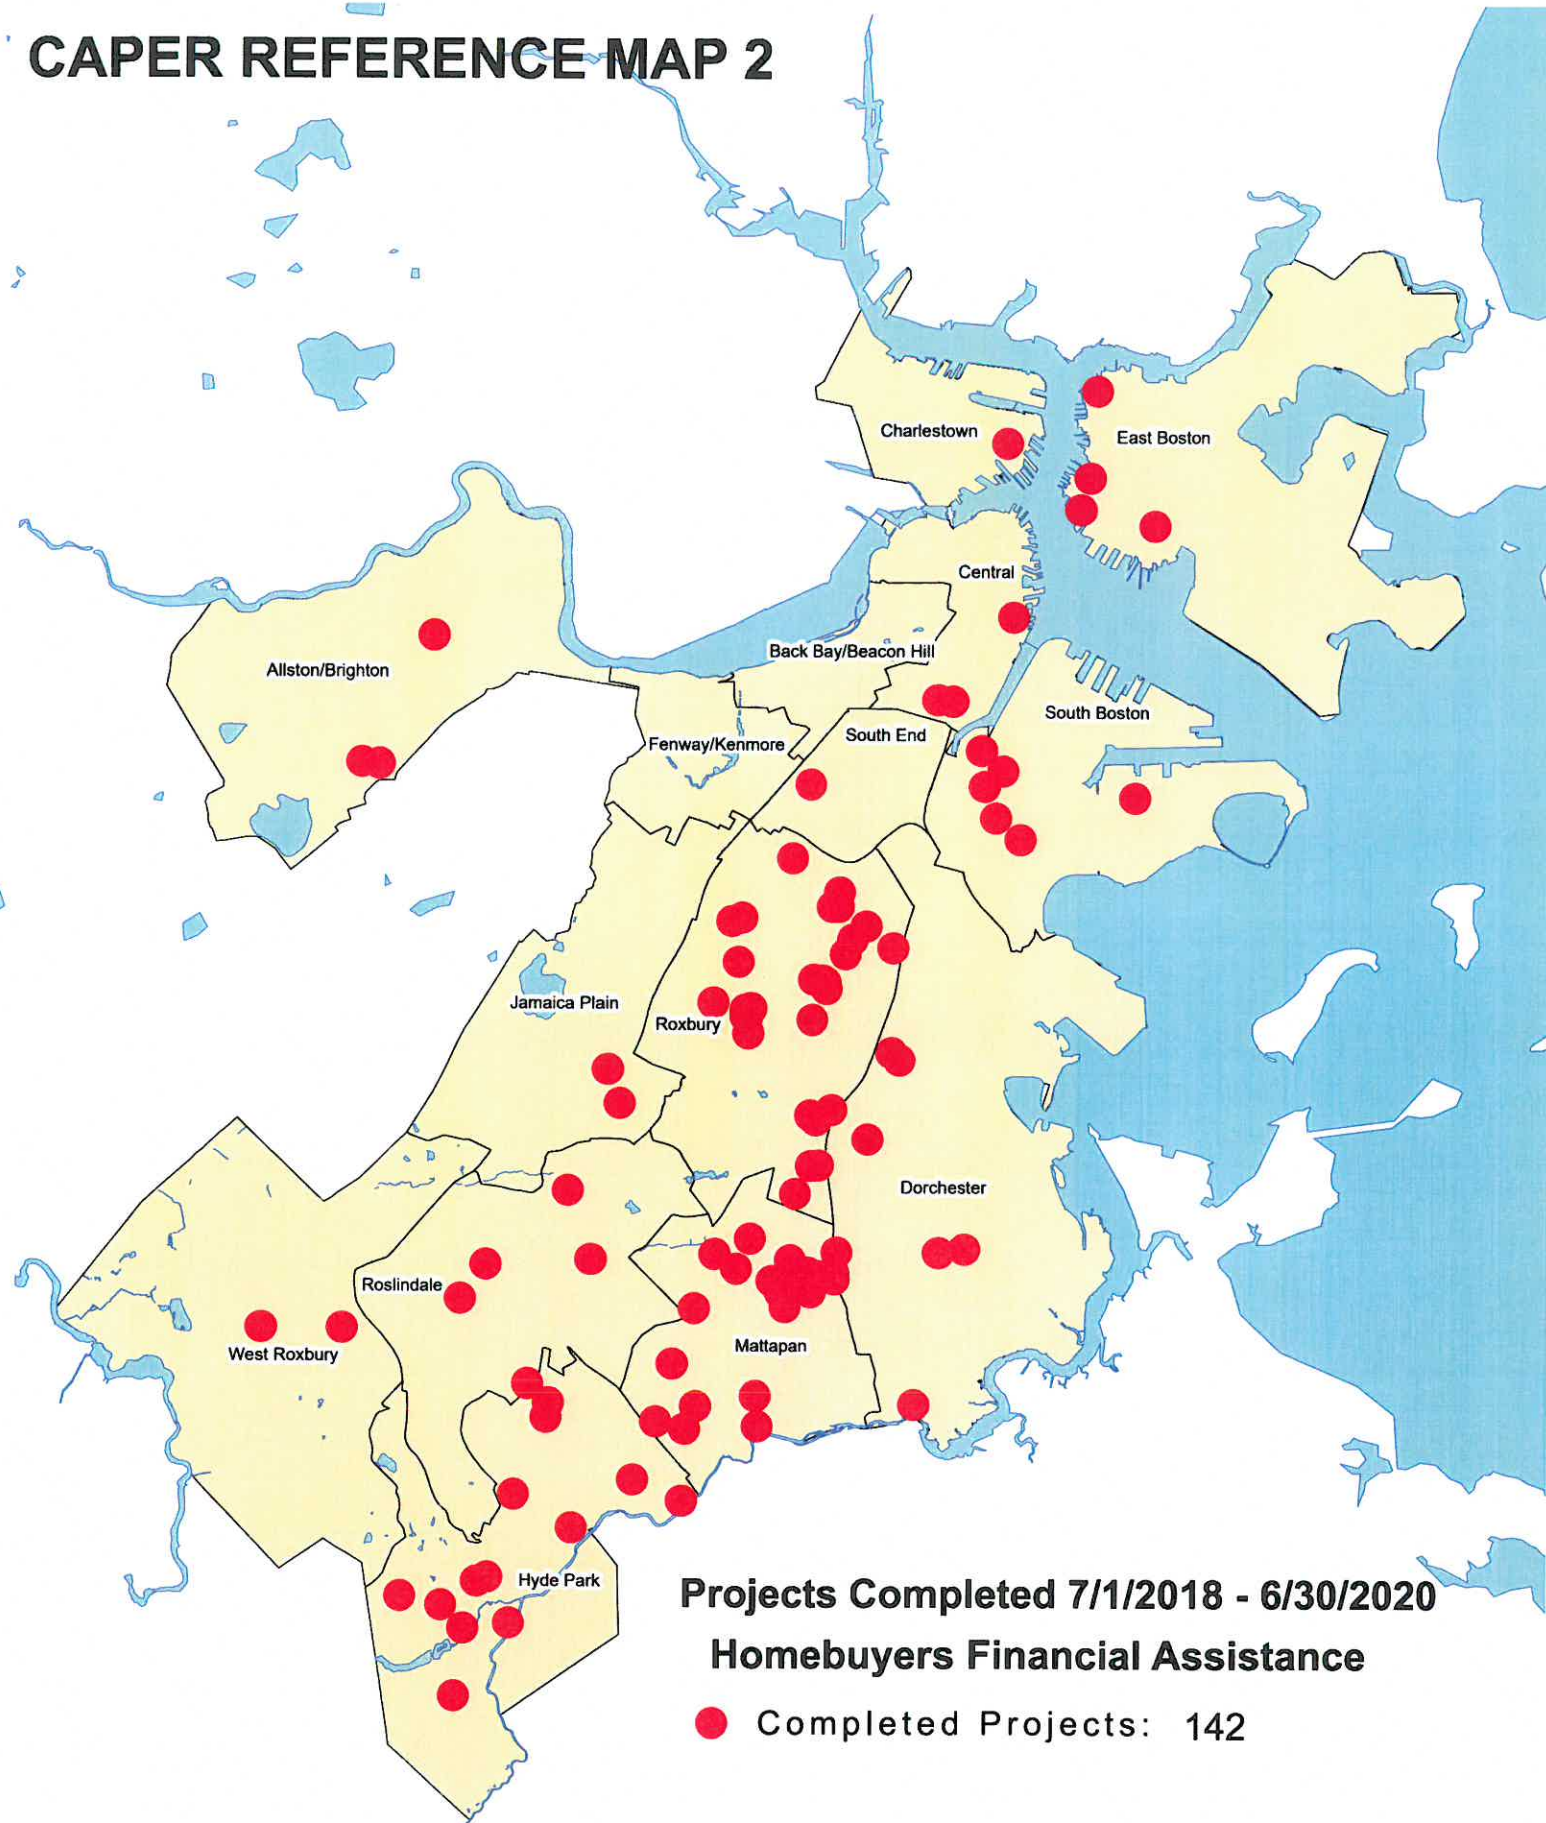 CAPER REFERENCE MAP 2
Charlestown
East Boston
Central
Allston/Brighton
Back Bay/Beacon Hill
South Boston
South End
Fenway/Kenmore
Jamaica Plain
Roxbury
Dorchester
Roslindale
Mattapan
West Roxbury
Hyde Park
Projects Completed 7/1/2018 - 6/30/2020
Homebuyers Financial Assistance
Completed Projects: 142